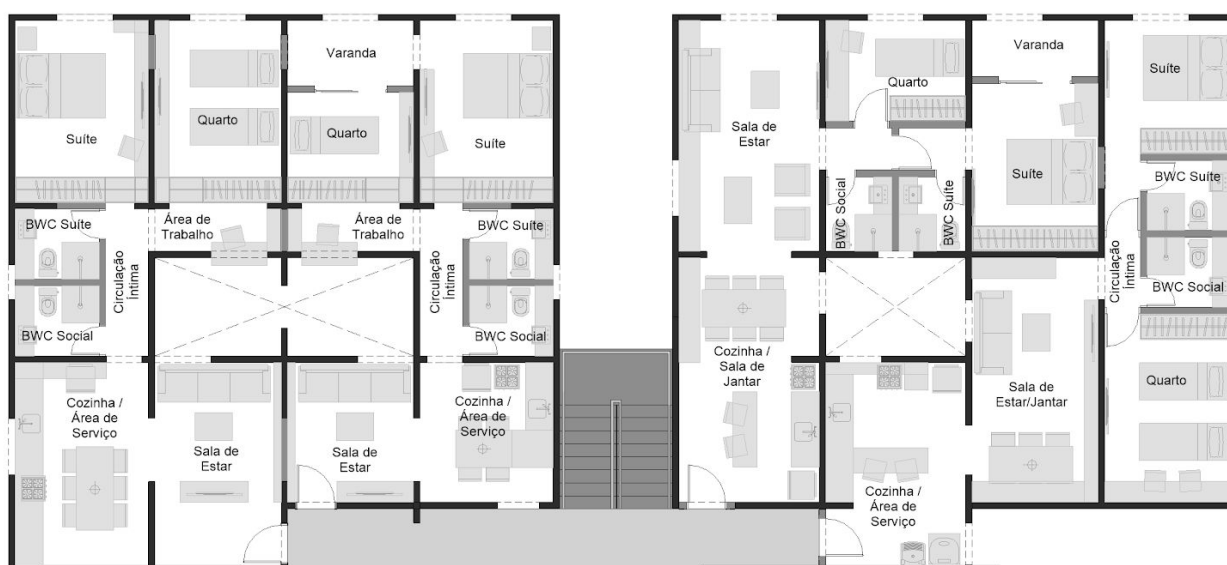 Varanda
Suíte
Quarto
Quarto
Suíte
BWC Suíte
Área de
Trabalho
Área de
Trabalho
BWC Suíte
Circulação
Íntima
Circulação
Íntima
BWC Social
BWC Social
Cozinha /
Área de
Serviço
Sala de
Estar
Sala de
Estar
Cozinha /
Área de
Serviço
Sala de
Estar
Quarto
Varanda
Suíte
Suíte
BWC Social
BWC Suíte
BWC Suíte
Circulação
Íntima
BWC Social
Cozinha /
Sala de
Jantar
Sala de
Estar/Jantar
Quarto
Cozinha /
Área de
Serviço